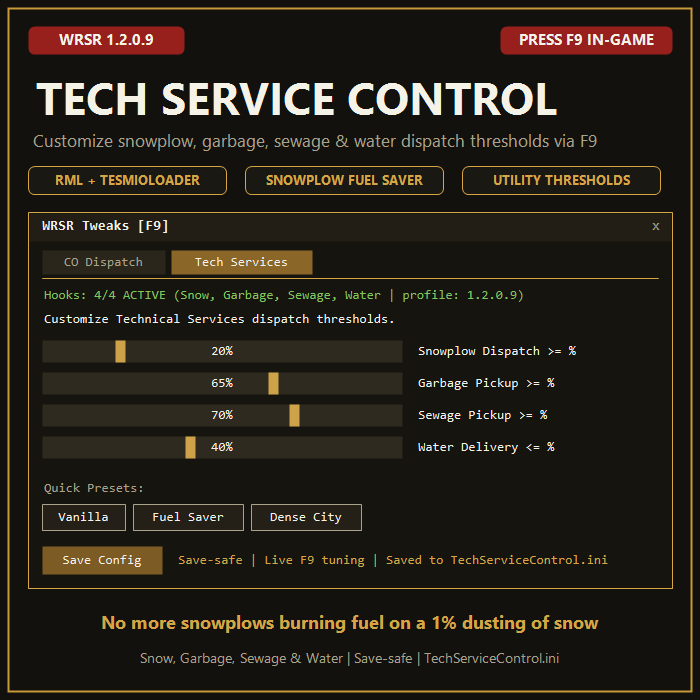 WRSR 1.2.0.9
PRESS F9 IN-GAME
TECH SERVICE CONTROL
Customize snowplow, garbage, sewage & water dispatch thresholds via F9
RML + TESMIOLOADER
SNOWPLOW FUEL SAVER
UTILITY THRESHOLDS
WRSR Tweaks [F9]
x
CO Dispatch
Tech Services
Hooks: 4/4 ACTIVE (Snow, Garbage, Sewage, Water | profile: 1.2.0.9)
Customize Technical Services dispatch thresholds.
20%
Snowplow Dispatch >= %
65%
Garbage Pickup >= %
70%
Sewage Pickup >= %
40%
Water Delivery <= %
Quick Presets:
Vanilla
Fuel Saver
Dense City
Save Config
Save-safe | Live F9 tuning | Saved to TechServiceControl.ini
No more snowplows burning fuel on a 1% dusting of snow
Snow, Garbage, Sewage & Water | Save-safe | TechServiceControl.ini